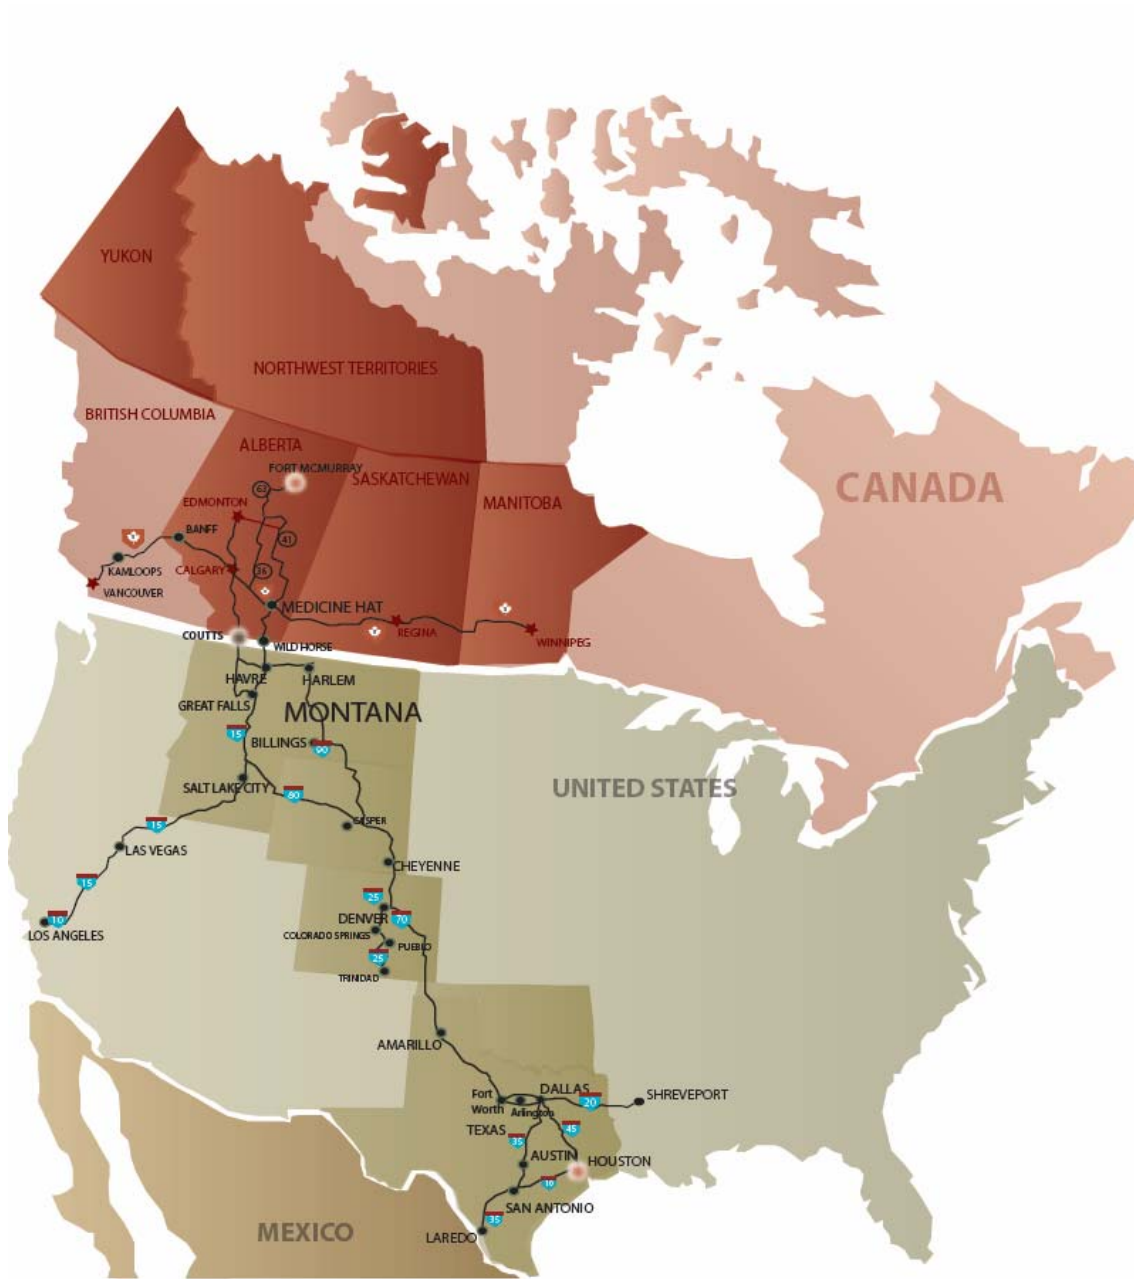 YUKON
NORTHWEST TERRITORIES
BRITISH COLUMBIA
ALBERTA
FORT MCMURRAY
SASKATCHEWAN
CANADA
63
EDMONTON
MANITOBA
BANFF
41
1
KAMLOOPS
CALGARY
36
VANCOUVER
MEDICINE HAT
COUTTS
REGINA
WILD HORSE
WINNIPEG
HAVRE
HARLEM
GREAT FALLS
MONTANA
15
BILLINGS
90
SALT LAKE CITY
80
UNITED STATES
15
CASPER
LAS VEGAS
CHEYENNE
15
25
10
DENVER
70
LOS ANGELES
COLORADO SPRINGS
PUEBLO
25
TRINIDAD
AMARILLO
Fort
Worth
DALLAS
Arlington
20
SHREVEPORT
TEXAS
35
45
AUSTIN
HOUSTON
10
SAN ANTONIO
35
MEXICO
LAREDO